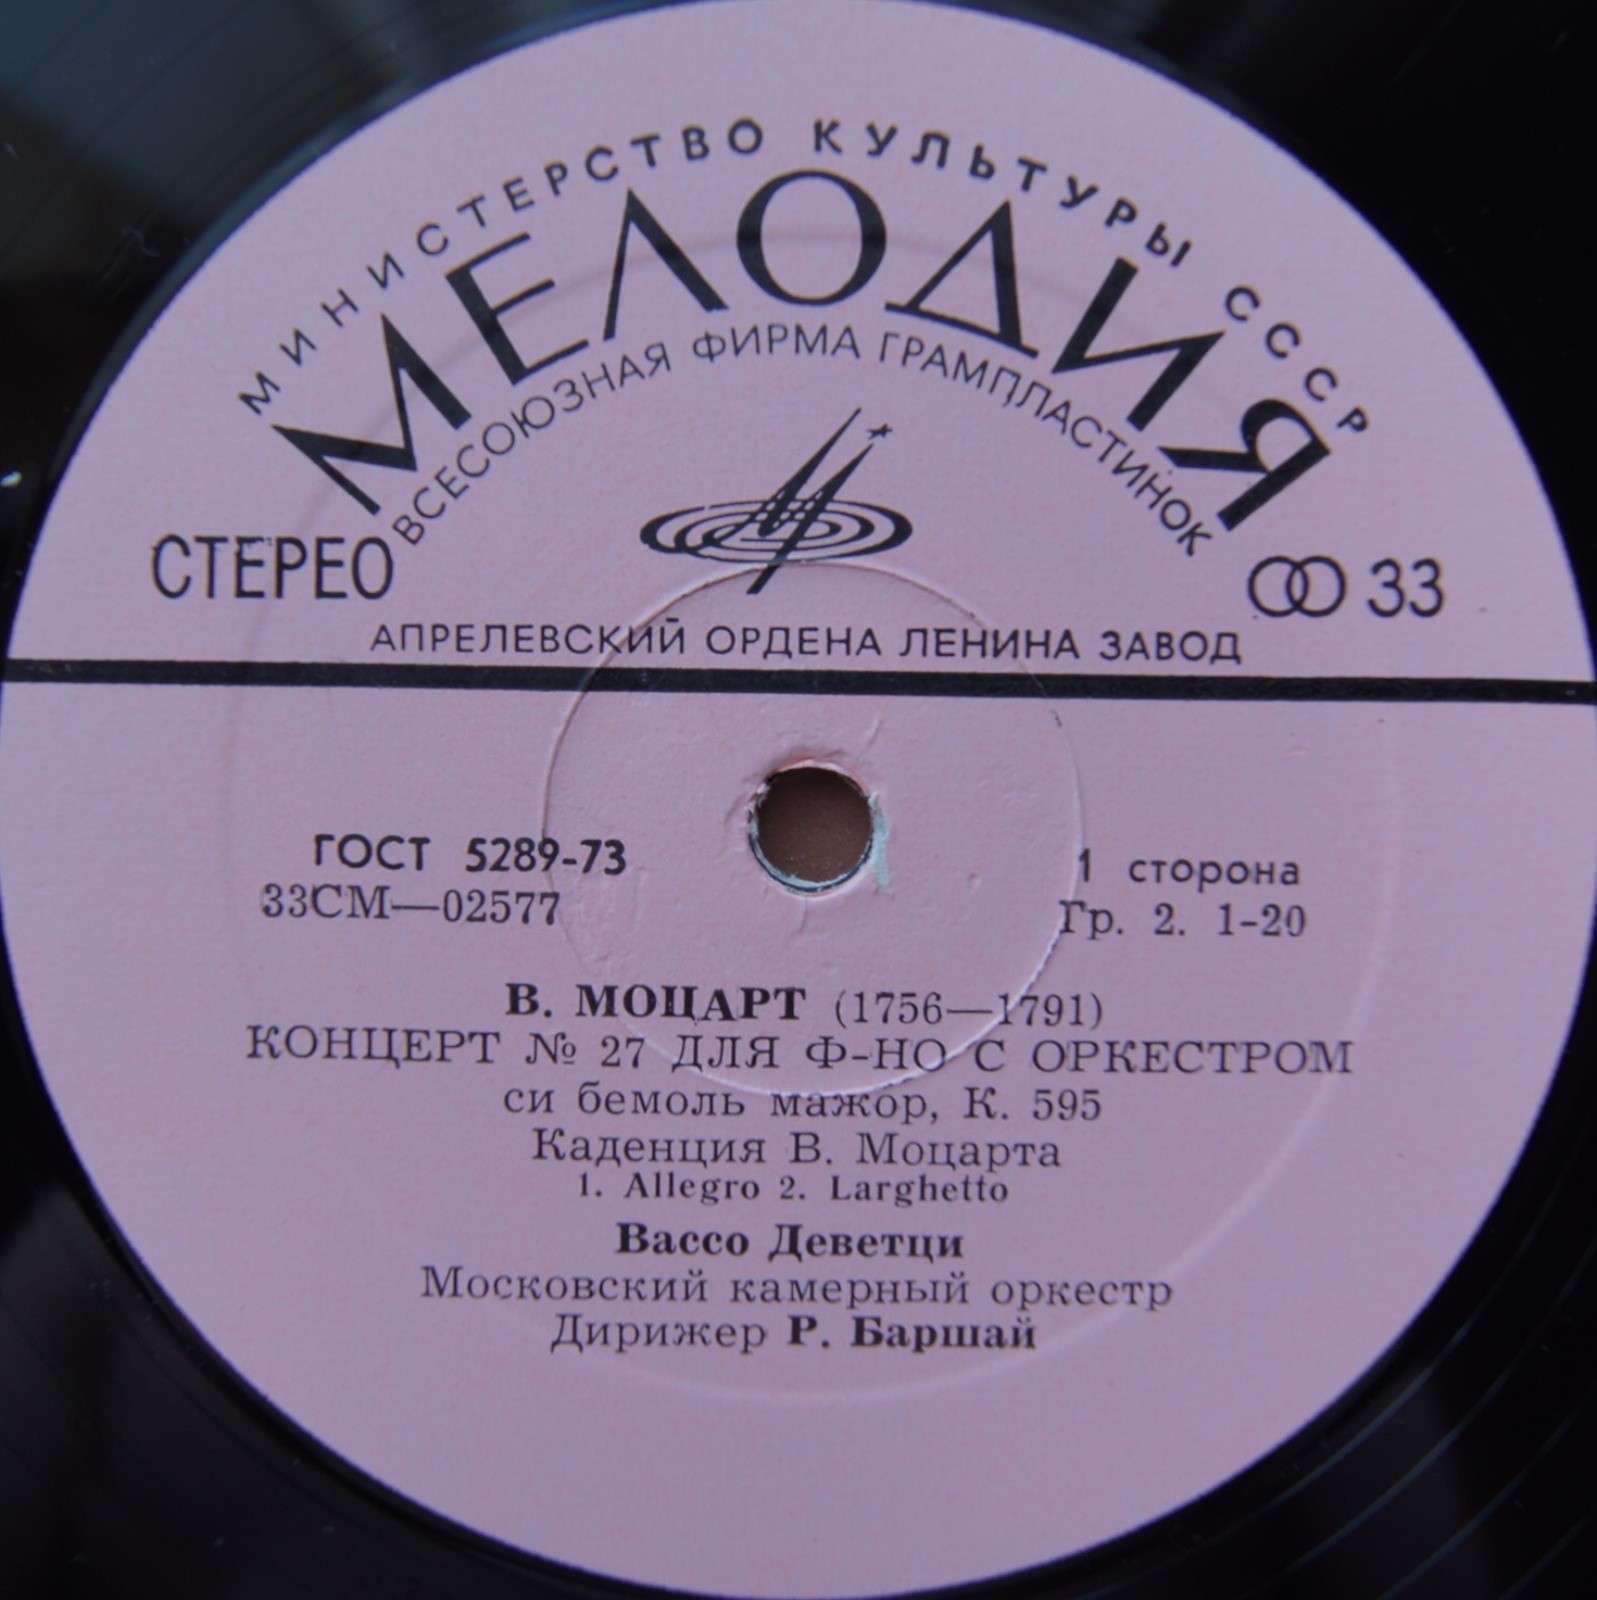 МИНИСТЕРСТВО КУЛЬТУРЫ СССР
МЕЛОДИЯ
ВСЕСОЮЗНАЯ ФИРМА ГРАМПЛАСТИНОК
СТЕРЕО
33
АПРЕЛЕВСКИЙ ОРДЕНА ЛЕНИНА ЗАВОД
ГОСТ 5289-73
1 сторона
33СМ—02577
Гр. 2. 1-20
В. МОЦАРТ (1756—1791)
КОНЦЕРТ № 27 ДЛЯ Ф-НО С ОРКЕСТРОМ
си бемоль мажор, К. 595
Каденция В. Моцарта
1. Allegro 2. Larghetto
Вассо Деветци
Московский камерный оркестр
Дирижер Р. Баршай